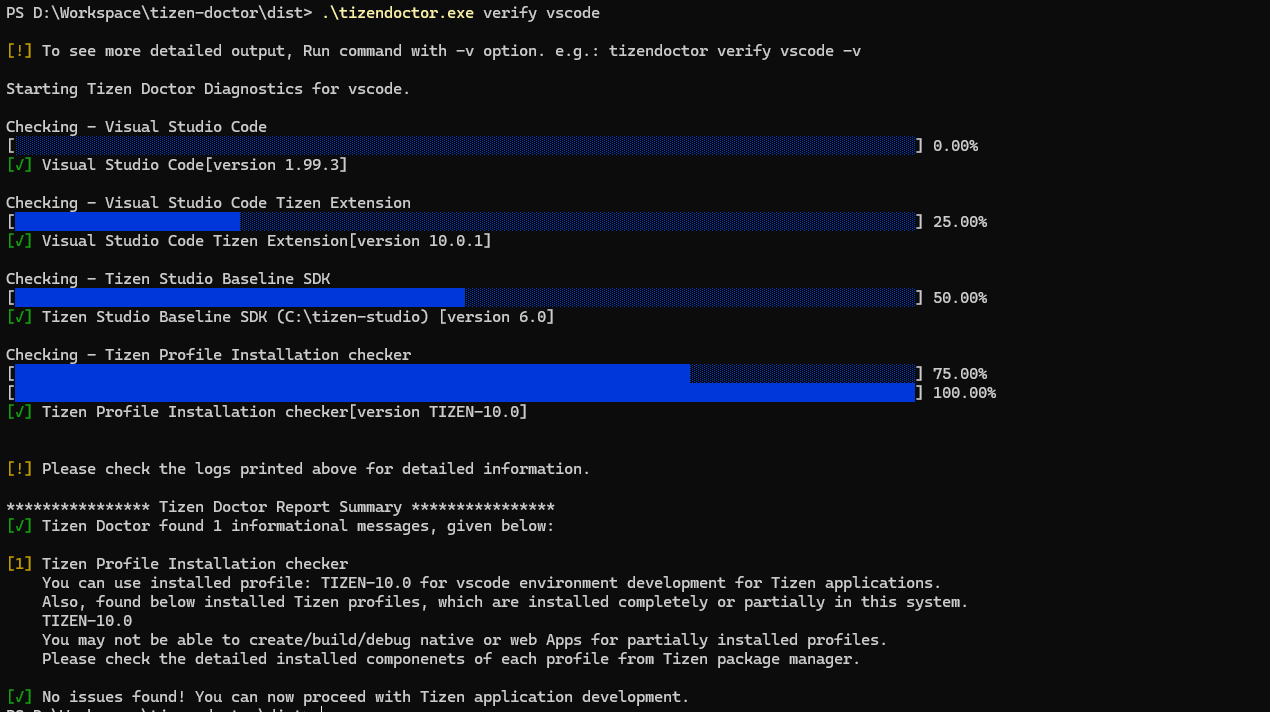 PS D:\Workspace\tizen-doctor\dist> .\tizendoctor.exe verify vscode
[!] To see more detailed output, Run command with -v option. e.g.: tizendoctor verify vscode -v
Starting Tizen Doctor Diagnostics for vscode.
Checking - Visual Studio Code
[ ] 0.00%
[√] Visual Studio Code[version 1.99.3]
Checking - Visual Studio Code Tizen Extension
[ ] 25.00%
[√] Visual Studio Code Tizen Extension[version 10.0.1]
Checking - Tizen Studio Baseline SDK
[ ] 50.00%
[√] Tizen Studio Baseline SDK (C:\tizen-studio) [version 6.0]
Checking - Tizen Profile Installation checker
[ ] 75.00%
[ ] 100.00%
[√] Tizen Profile Installation checker[version TIZEN-10.0]
[!] Please check the logs printed above for detailed information.
**************** Tizen Doctor Report Summary ****************
[√] Tizen Doctor found 1 informational messages, given below:
[1] Tizen Profile Installation checker
You can use installed profile: TIZEN-10.0 for vscode environment development for Tizen applications.
Also, found below installed Tizen profiles, which are installed completely or partially in this system.
TIZEN-10.0
You may not be able to create/build/debug native or web Apps for partially installed profiles.
Please check the detailed installed componenets of each profile from Tizen package manager.
[√] No issues found! You can now proceed with Tizen application development.